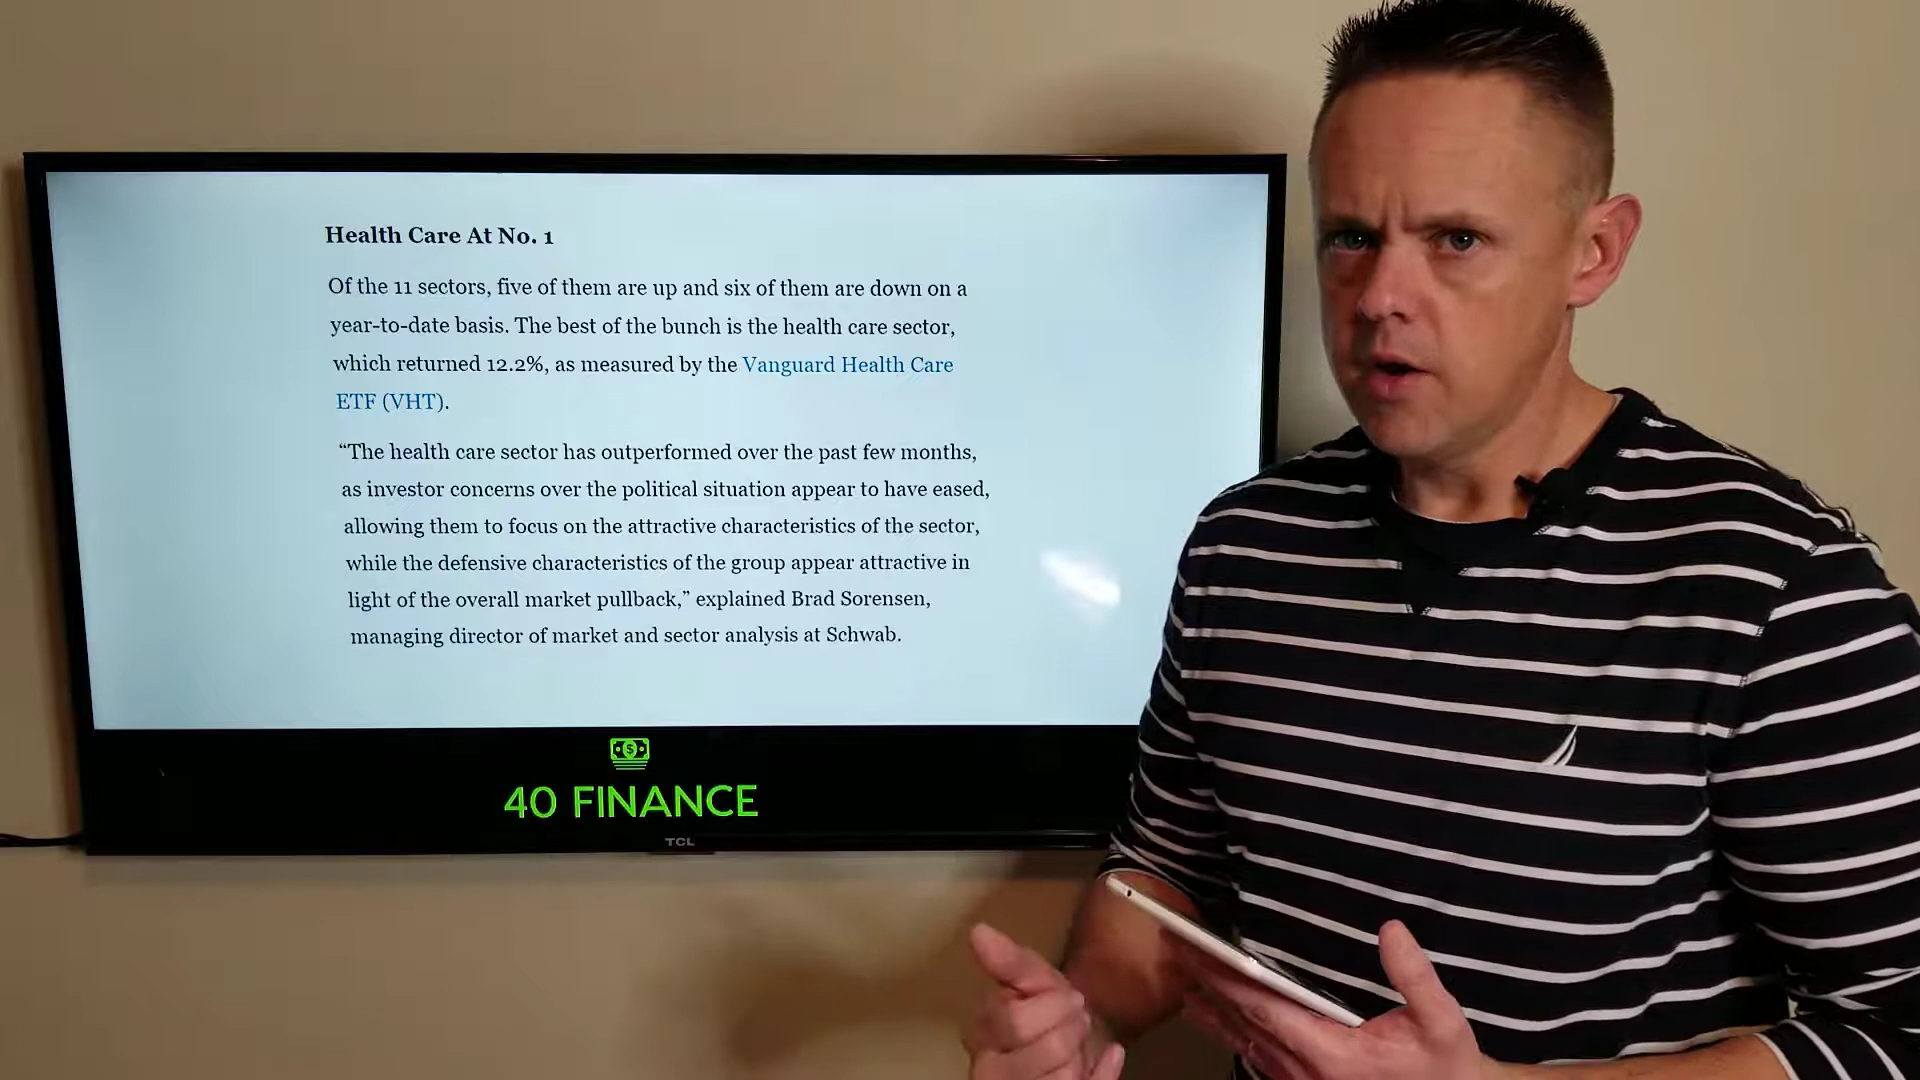 Health Care At No. 1
Of the 11 sectors, five of them are up and six of them are down on a
year-to-date basis. The best of the bunch is the health care sector,
which returned 12.2%, as measured by the Vanguard Health Care
ETF (VHT).
“The health care sector has outperformed over the past few months,
as investor concerns over the political situation appear to have eased,
allowing them to focus on the attractive characteristics of the sector,
while the defensive characteristics of the group appear attractive in
light of the overall market pullback,” explained Brad Sorensen,
managing director of market and sector analysis at Schwab.
40 FINANCE
TCL